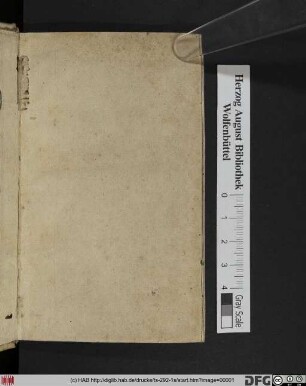 Herzog August Bibliothek
Wolfenbüttel
0
1
2
3
4
Gray Scale
(c) HAB http://diglib.hab.de/drucke/ts-292-1s/start.htm?image=00001
DFG